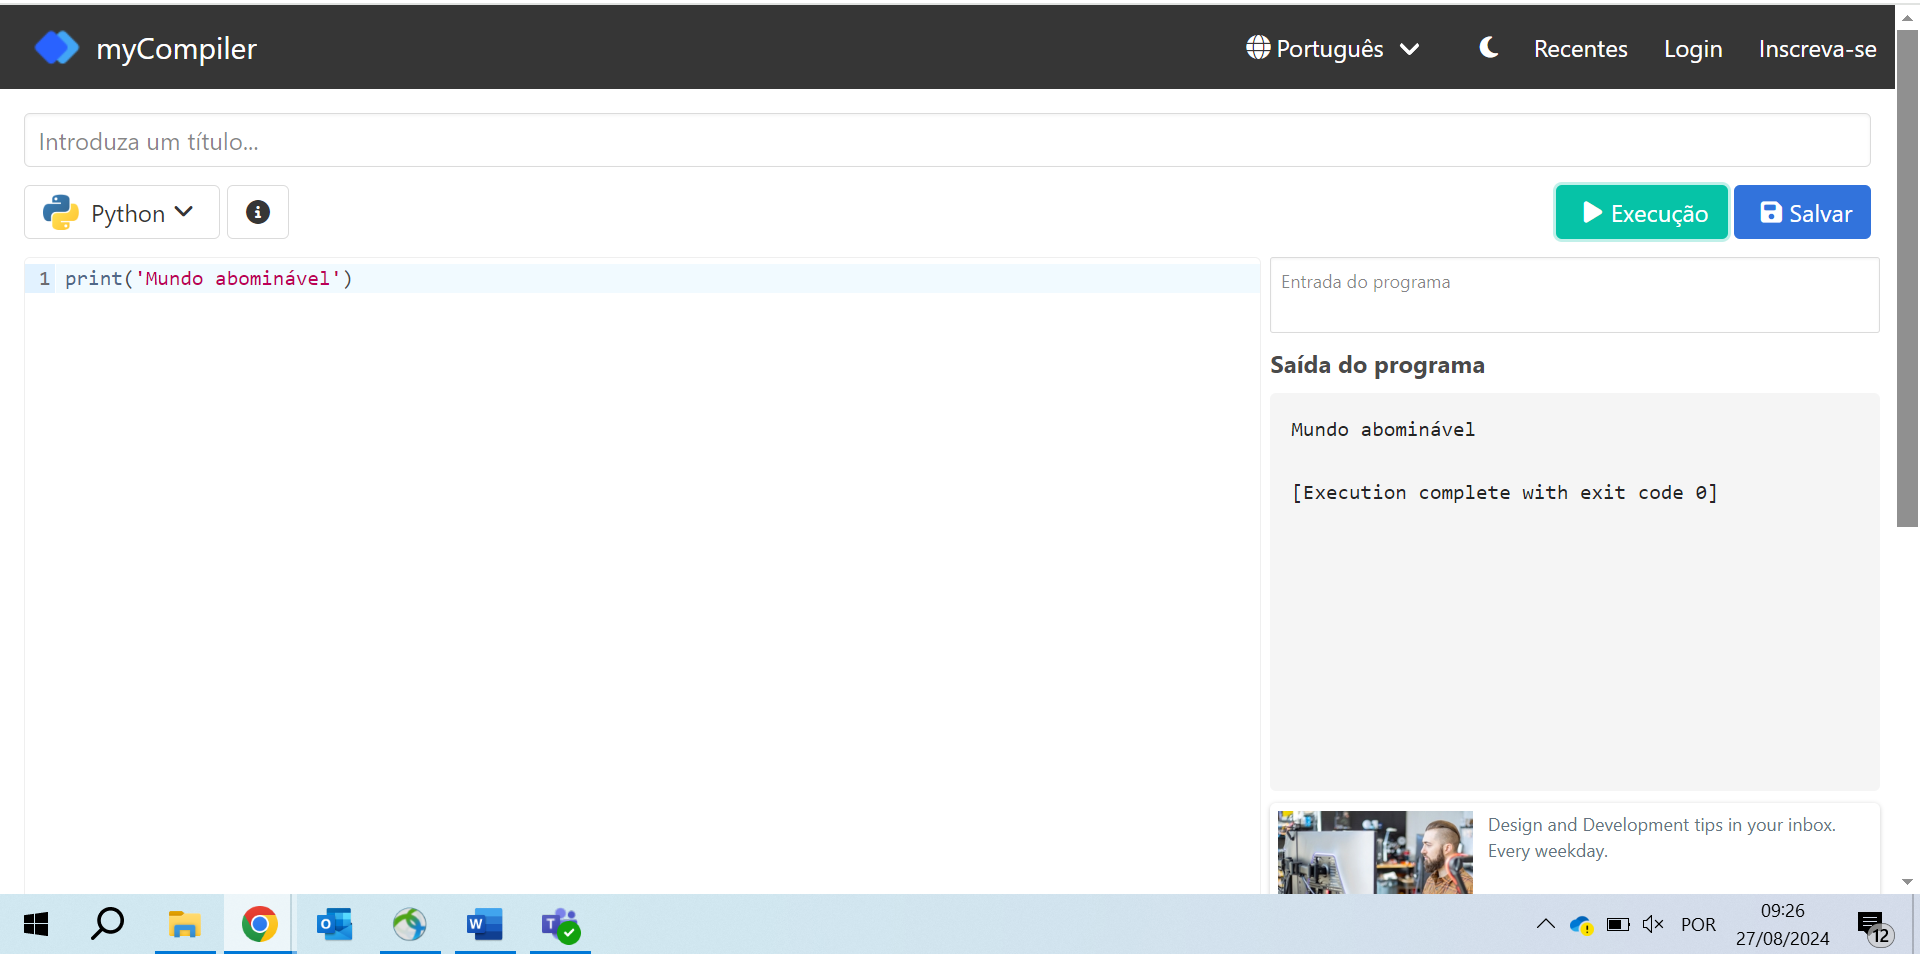 myCompiler
Português
Recentes
Login
Inscreva-se
Introduza um título...
Python
Execução
Salvar
1 print('Mundo abominável')
Entrada do programa
Saída do programa
Mundo abominável
[Execution complete with exit code 0]
Design and Development tips in your inbox.
Every weekday.
POR
09:26
27/08/2024
12